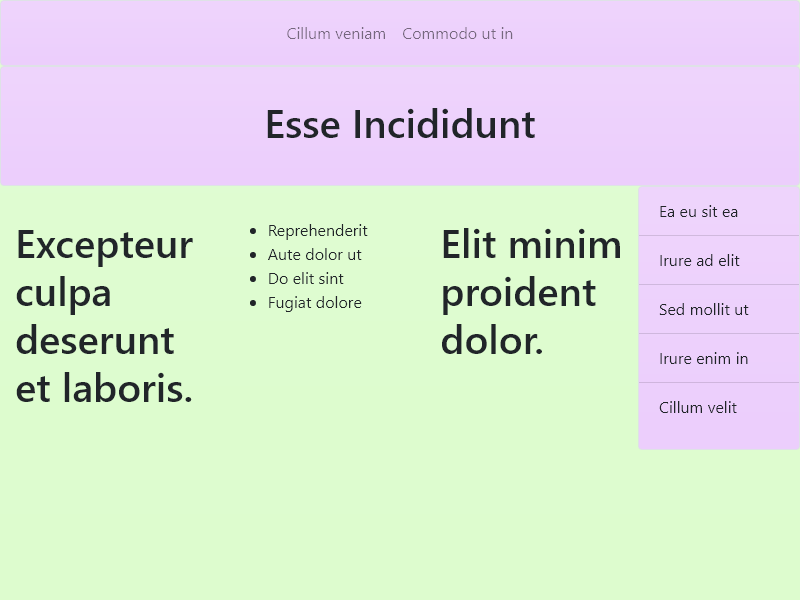 Cillum veniam Commodo ut in
Esse Incididunt
Excepteur
culpa
deserunt
et laboris.
Reprehenderit
Aute dolor ut
Do elit sint
Fugiat dolore
Elit minim
proident
dolor.
Ea eu sit ea
Irure ad elit
Sed mollit ut
Irure enim in
Cillum velit